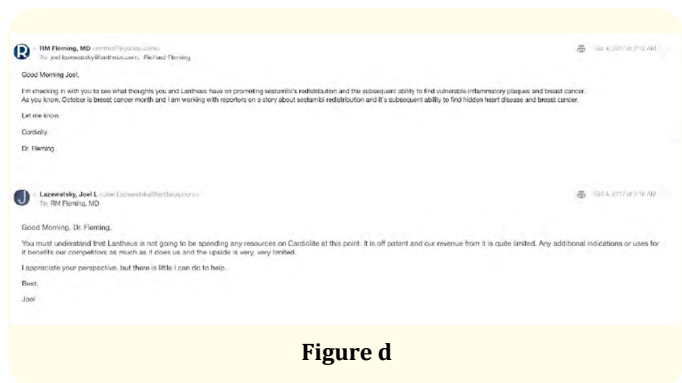 R
RM Fleming, MD
To: joel.lazewatsky@lantheus.com, Richard Fleming
Good Morning Joel,
I'm checking in with you to see what thoughts you and Lantheus have on promoting sestamibi's redistribution and the subsequent ability to find vulnerable inflammatory plaques and breast cancer.
As you know, October is breast cancer month and I am working with reporters on a story about sestamibi redistribution and it's subsequent ability to find hidden heart disease and breast cancer.
Let me know.
Cordially,
Dr. Fleming
J
Lazewatsky, Joel L
To: RM Fleming, MD
Good Morning, Dr. Fleming,
You must understand that Lantheus is not going to be spending any resources on Cardiolite at this point. It is off patent and our revenue from it is quite limited. Any additional indications or uses for
it benefits our competitors as much as it does us and the upside is very, very limited.
I appreciate your perspective, but there is little I can do to help.
Best,
Joel
Figure d